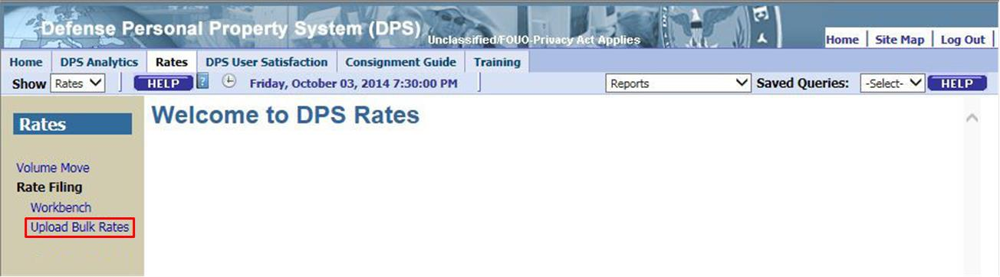 Defense Personal Property System (DPS)
Unclassified/FOUO-Privacy Act Applies
Home | Site Map | Log Out |
Home DPS Analytics Rates DPS User Satisfaction Consignment Guide Training
Show Rates HELP ? Friday, October 03, 2014 7:30:00 PM Reports Saved Queries: -Select- HELP
Rates
Welcome to DPS Rates
Volume Move
Rate Filing
Workbench
Upload Bulk Rates